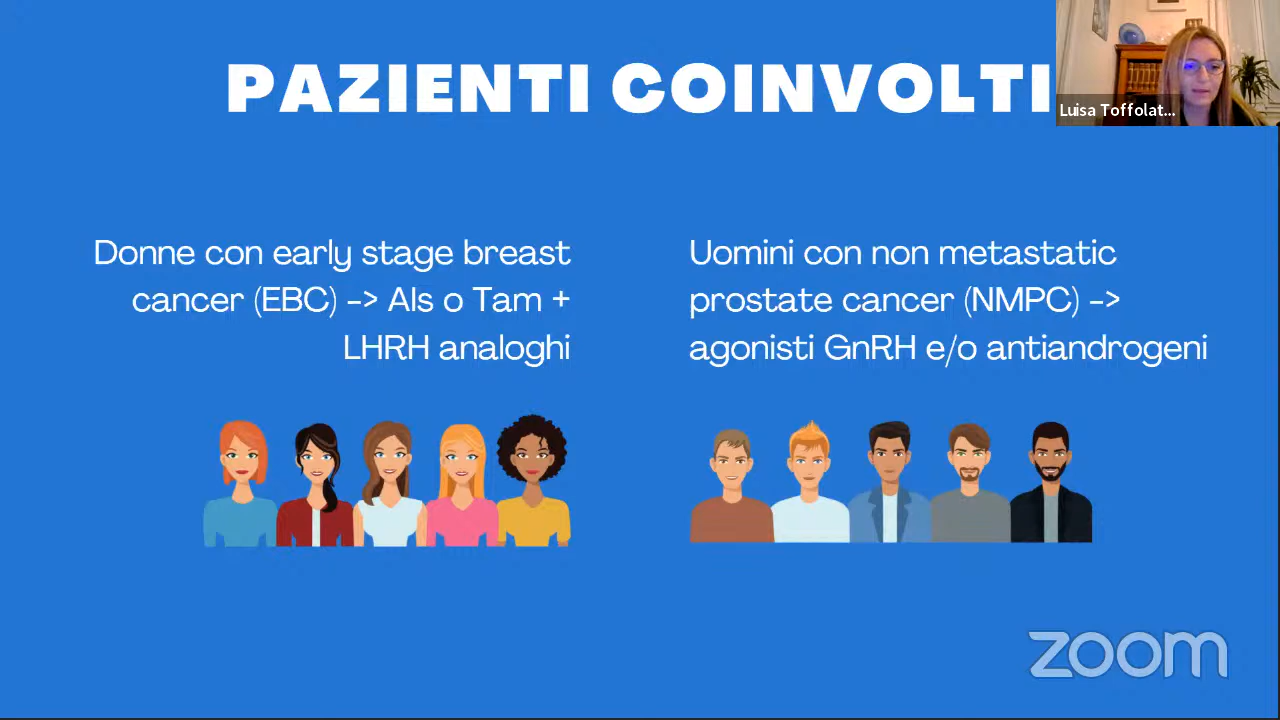 PAZIENTI COINVOLTI
Luisa Toffolat...
Donne con early stage breast
cancer (EBC) -> AIs o Tam +
LHRH analoghi
Uomini con non metastatic
prostate cancer (NMPC) ->
agonisti GnRH e/o antiandrogeni
zoom